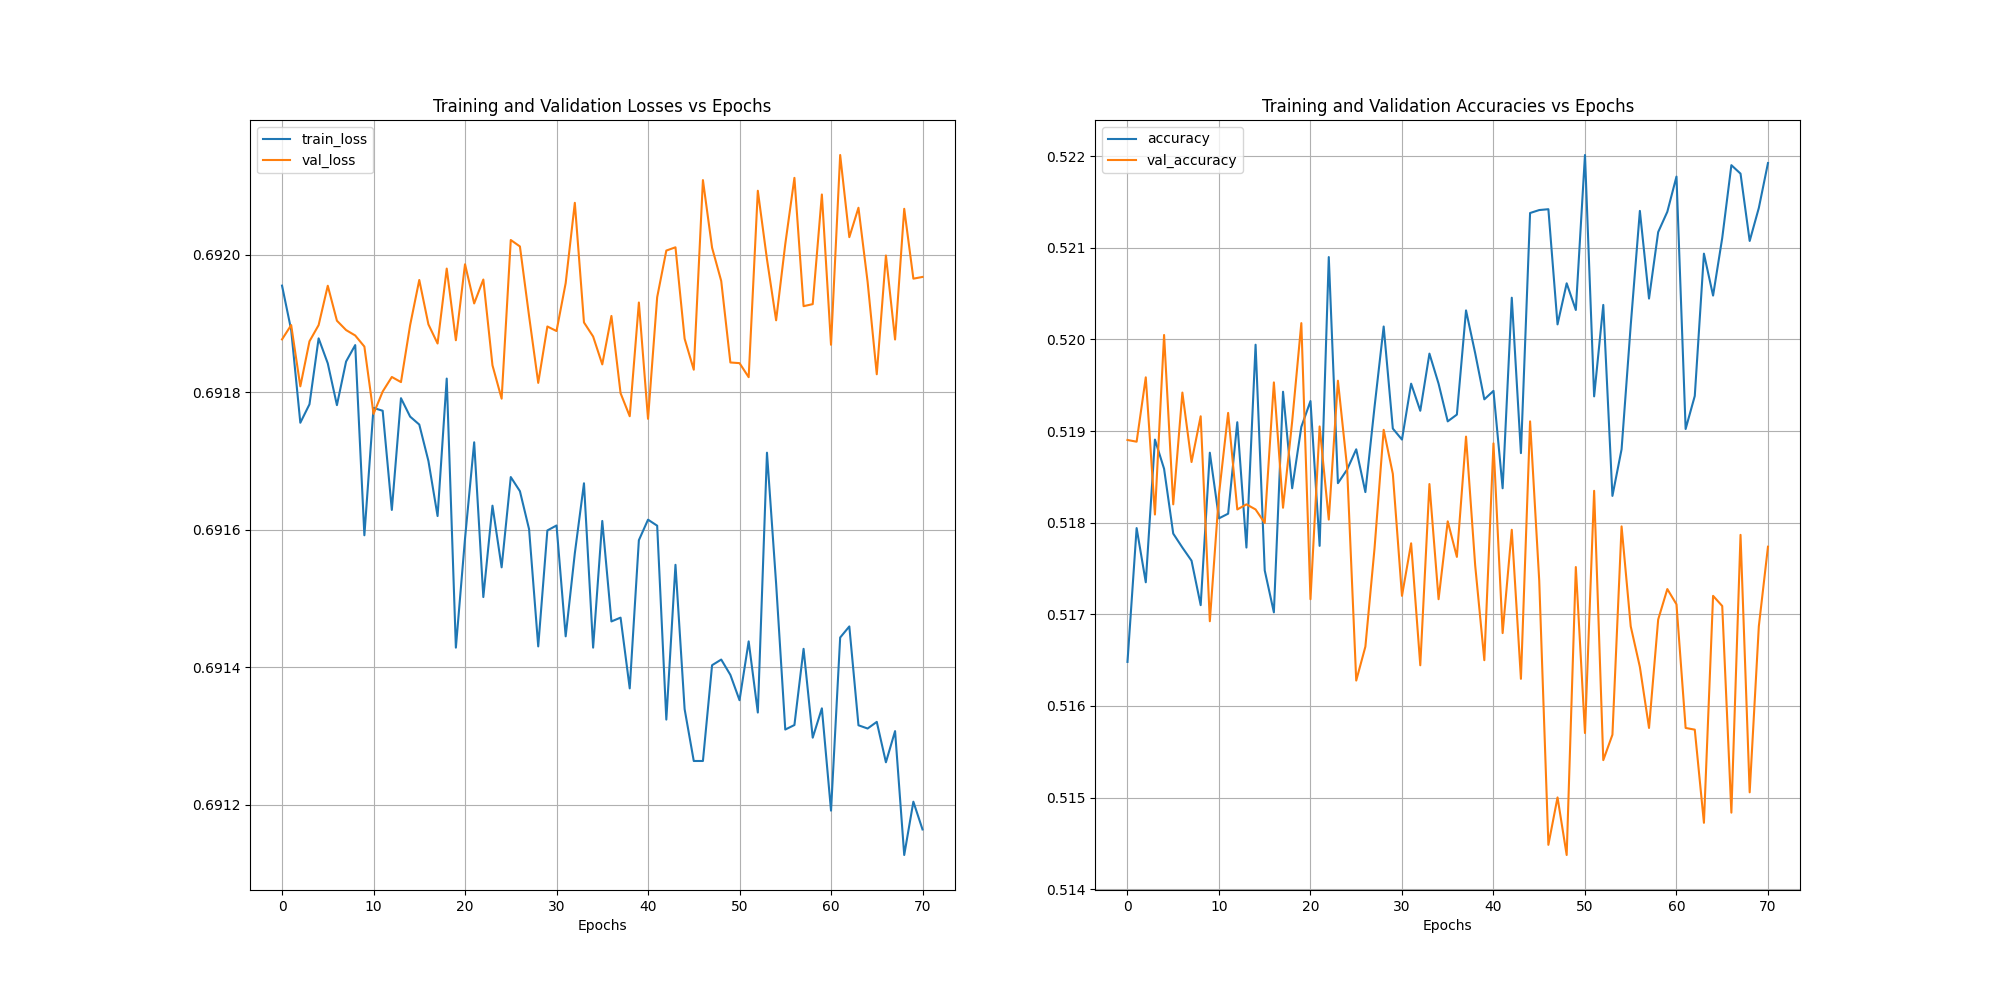 Training and Validation Losses vs Epochs
train_loss
val_loss
0.6920
0.6918
0.6916
0.6914
0.6912
0 10 20 30 40 50 60 70
Epochs
Training and Validation Accuracies vs Epochs
accuracy
val_accuracy
0.522
0.521
0.520
0.519
0.518
0.517
0.516
0.515
0.514
0 10 20 30 40 50 60 70
Epochs